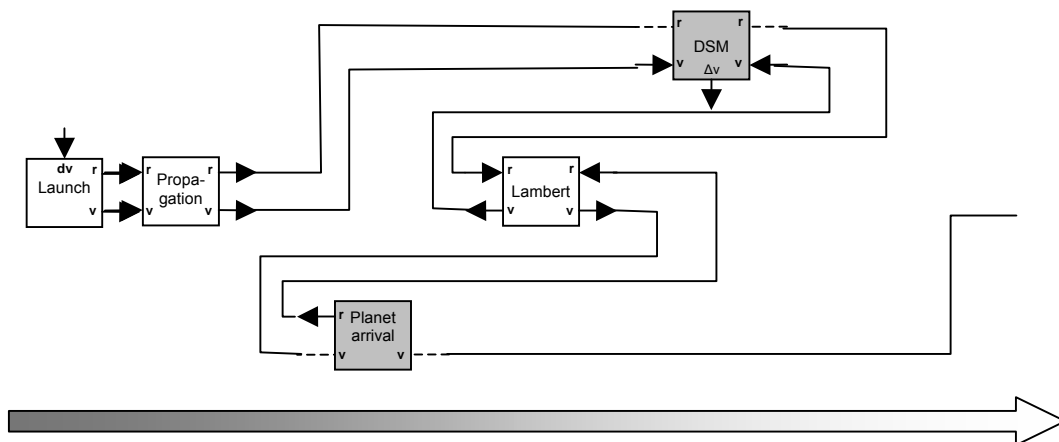 r r
DSM
v v
Δv
dv r
Launch
v
r r
Propa-
gation
v v
r r
Lambert
v v
r Planet
arrival
v v